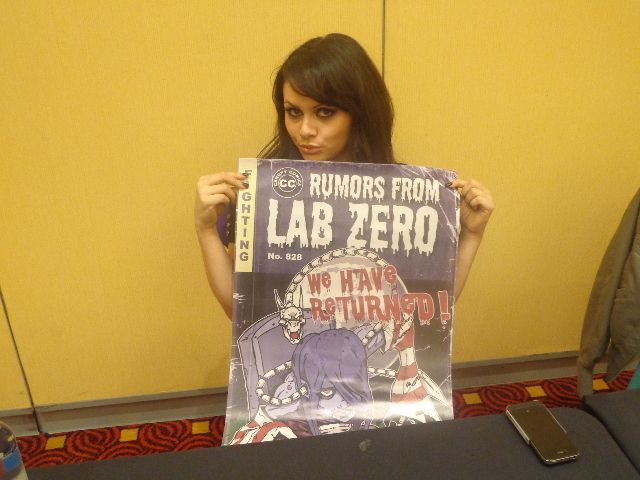 FIGHTING
CC
RUMORS FROM
LAB ZERO
No. 828
WE HAVE
RETURNED!